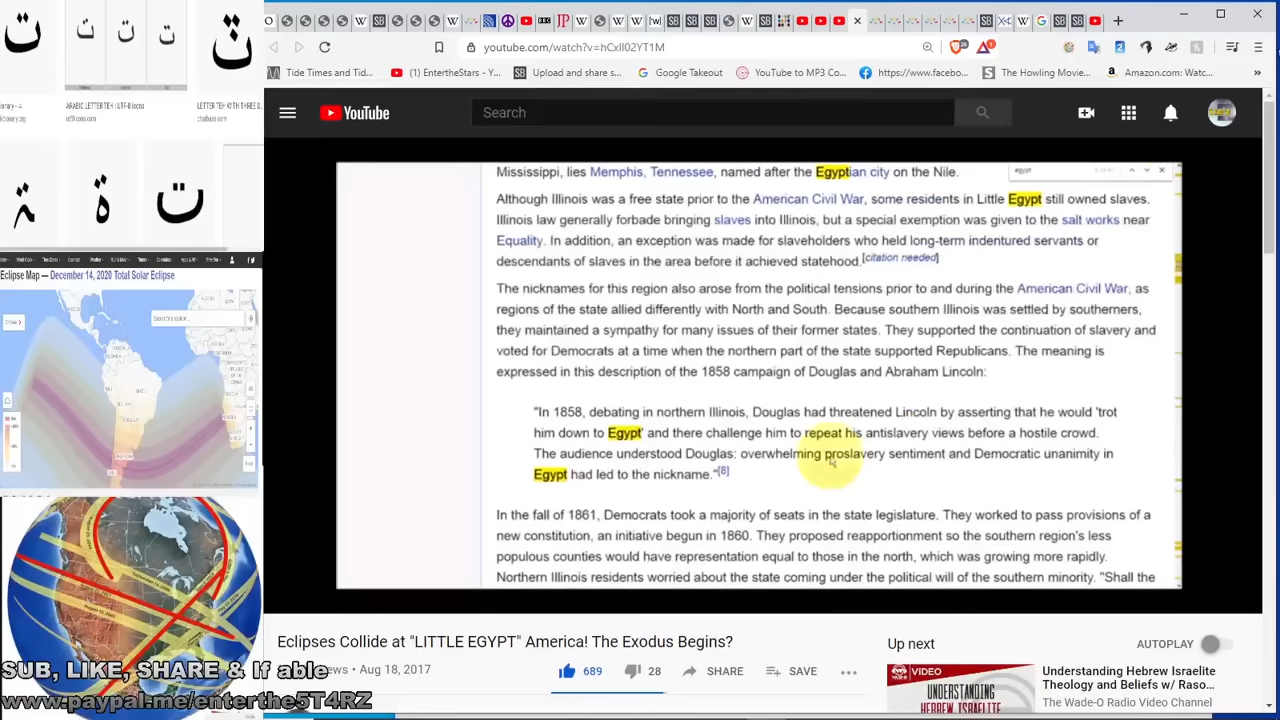 ت
ت ت ت
ٿ
ARABIC LETTER TEH | UTF-8 Icons
utf8icons.com
ة ة ت
youtube.com/watch?v=hCxII02YT1M
Tide Times and Tid...
(1) EntertheStars - Y...
Upload and share s...
Google Takeout
YouTube to MP3 Co...
https://www.facebo...
The Howling Movie...
Amazon.com: Watc...
YouTube
Search
Mississippi, lies Memphis, Tennessee, named after the Egyptian city on the Nile.
egypt
Although Illinois was a free state prior to the American Civil War, some residents in Little Egypt still owned slaves.
Illinois law generally forbade bringing slaves into Illinois, but a special exemption was given to the salt works near
Equality. In addition, an exception was made for slaveholders who held long-term indentured servants or
descendants of slaves in the area before it achieved statehood.[citation needed]
The nicknames for this region also arose from the political tensions prior to and during the American Civil War, as
regions of the state allied differently with North and South. Because southern Illinois was settled by southerners,
they maintained a sympathy for many issues of their former states. They supported the continuation of slavery and
voted for Democrats at a time when the northern part of the state supported Republicans. The meaning is
expressed in this description of the 1858 campaign of Douglas and Abraham Lincoln:
"In 1858, debating in northern Illinois, Douglas had threatened Lincoln by asserting that he would 'trot
him down to Egypt' and there challenge him to repeat his antislavery views before a hostile crowd.
The audience understood Douglas: overwhelming proslavery sentiment and Democratic unanimity in
Egypt had led to the nickname."[8]
In the fall of 1861, Democrats took a majority of seats in the state legislature. They worked to pass provisions of a
new constitution, an initiative begun in 1860. They proposed reapportionment so the southern region's less
populous counties would have representation equal to those in the north, which was growing more rapidly.
Northern Illinois residents worried about the state coming under the political will of the southern minority. "Shall the
Eclipse Map — December 14, 2020 Total Solar Eclipse
Eclipses Collide at "LITTLE EGYPT" America! The Exodus Begins?
Aug 18, 2017
689
28
SHARE
SAVE
Up next
AUTOPLAY
VIDEO
UNDERSTANDING
HEBREW ISRAELITE
Understanding Hebrew Israelite
Theology and Beliefs w/ Raso...
The Wade-O Radio Video Channel
SUB, LIKE, SHARE & If able
www.paypal.me/enterthe5T4RZ